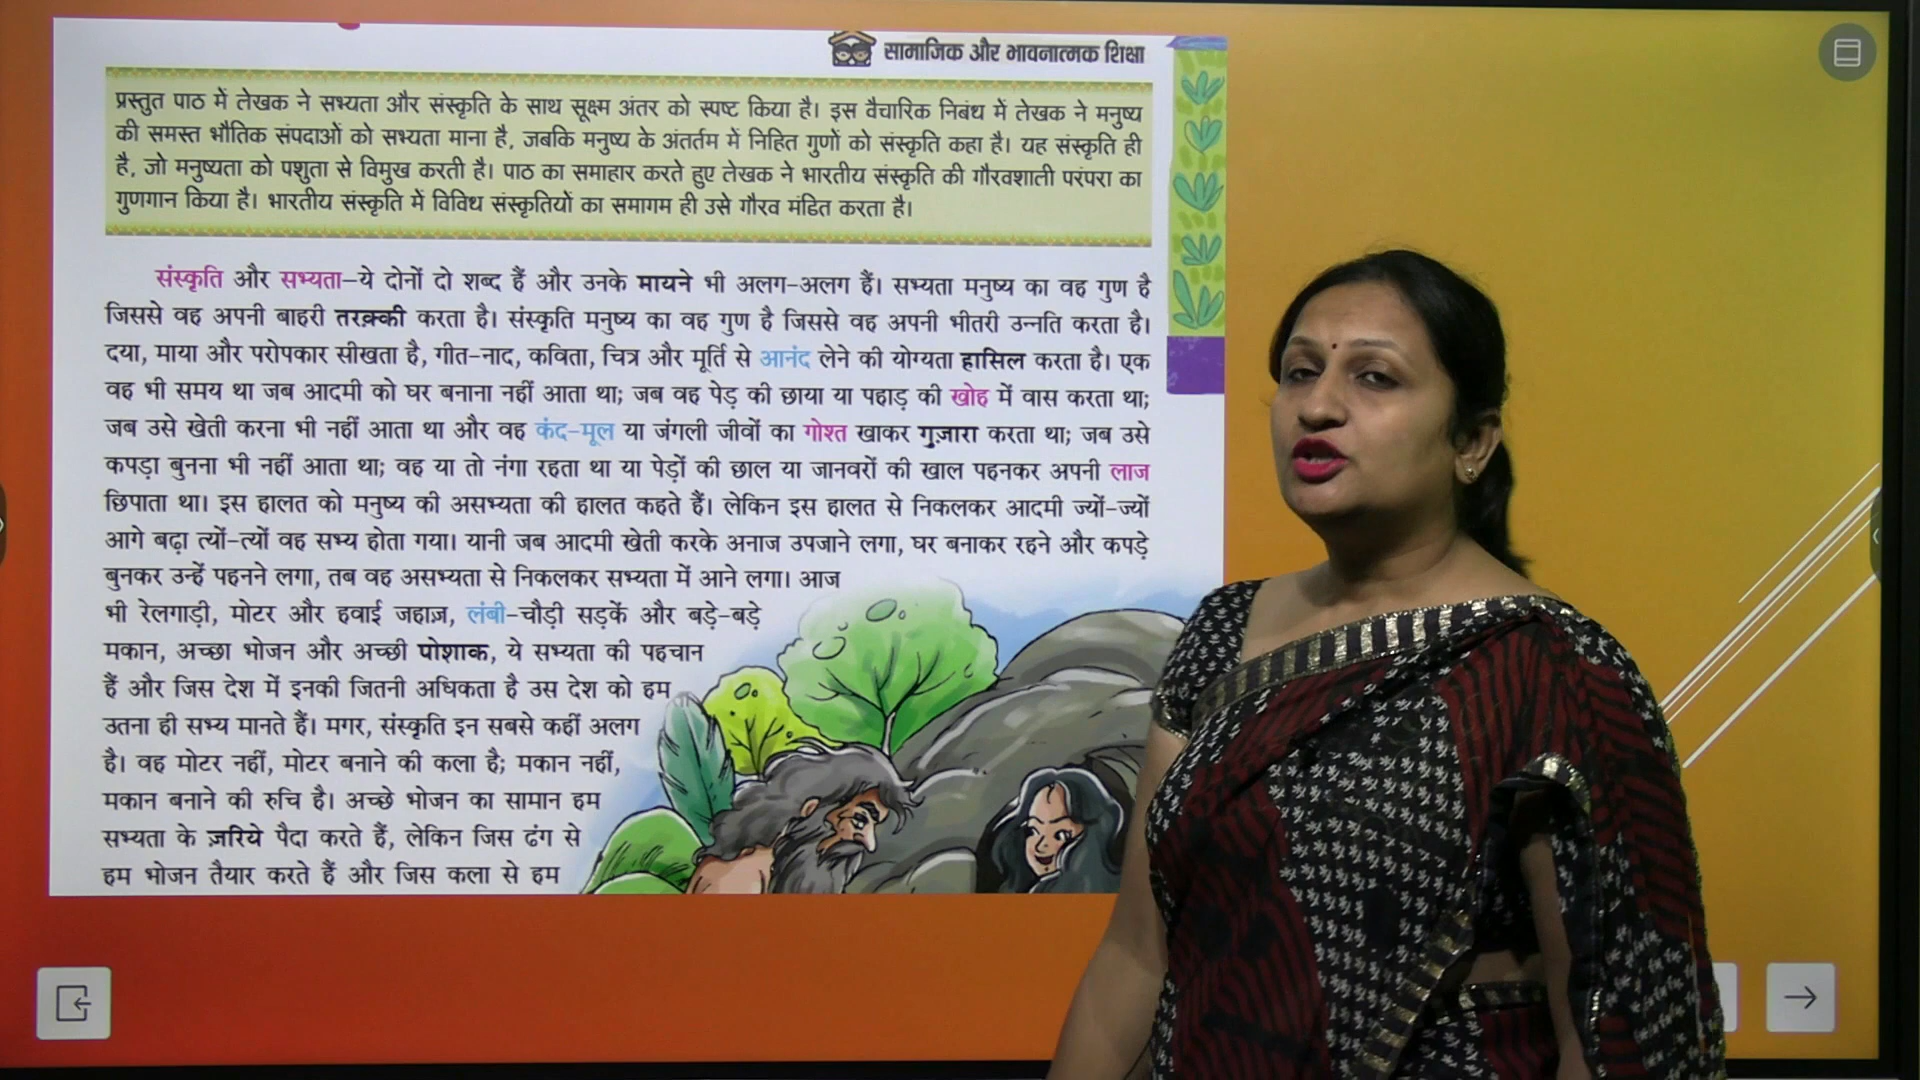 सामाजिक और भावनात्मक शिक्षा
प्रस्तुत पाठ में लेखक ने सभ्यता और संस्कृति के साथ सूक्ष्म अंतर को स्पष्ट किया है। इस वैचारिक निबंध में लेखक ने मनुष्य
की समस्त भौतिक संपदाओं को सभ्यता माना है, जबकि मनुष्य के अंतर्तम में निहित गुणों को संस्कृति कहा है। यह संस्कृति ही
है, जो मनुष्यता को पशुता से विमुख करती है। पाठ का समाहार करते हुए लेखक ने भारतीय संस्कृति की गौरवशाली परंपरा का
गुणगान किया है। भारतीय संस्कृति में विविध संस्कृतियों का समागम ही उसे गौरव मंडित करता है।
संस्कृति और सभ्यता–ये दोनों दो शब्द हैं और उनके मायने भी अलग-अलग हैं। सभ्यता मनुष्य का वह गुण है
जिससे वह अपनी बाहरी तरक़्की करता है। संस्कृति मनुष्य का वह गुण है जिससे वह अपनी भीतरी उन्नति करता है।
दया, माया और परोपकार सीखता है, गीत-नाद, कविता, चित्र और मूर्ति से आनंद लेने की योग्यता हासिल करता है। एक
वह भी समय था जब आदमी को घर बनाना नहीं आता था; जब वह पेड़ की छाया या पहाड़ की खोह में वास करता था;
जब उसे खेती करना भी नहीं आता था और वह कंद-मूल या जंगली जीवों का गोश्त खाकर गुज़ारा करता था; जब उसे
कपड़ा बुनना भी नहीं आता था; वह या तो नंगा रहता था या पेड़ों की छाल या जानवरों की खाल पहनकर अपनी लाज
छिपाता था। इस हालत को मनुष्य की असभ्यता की हालत कहते हैं। लेकिन इस हालत से निकलकर आदमी ज्यों-ज्यों
आगे बढ़ा त्यों-त्यों वह सभ्य होता गया। यानी जब आदमी खेती करके अनाज उपजाने लगा, घर बनाकर रहने और कपड़े
बुनकर उन्हें पहनने लगा, तब वह असभ्यता से निकलकर सभ्यता में आने लगा। आज
भी रेलगाड़ी, मोटर और हवाई जहाज़, लंबी-चौड़ी सड़कें और बड़े-बड़े
मकान, अच्छा भोजन और अच्छी पोशाक, ये सभ्यता की पहचान
हैं और जिस देश में इनकी जितनी अधिकता है उस देश को हम
उतना ही सभ्य मानते हैं। मगर, संस्कृति इन सबसे कहीं अलग
है। वह मोटर नहीं, मोटर बनाने की कला है; मकान नहीं,
मकान बनाने की रुचि है। अच्छे भोजन का सामान हम
सभ्यता के ज़रिये पैदा करते हैं, लेकिन जिस ढंग से
हम भोजन तैयार करते हैं और जिस कला से हम